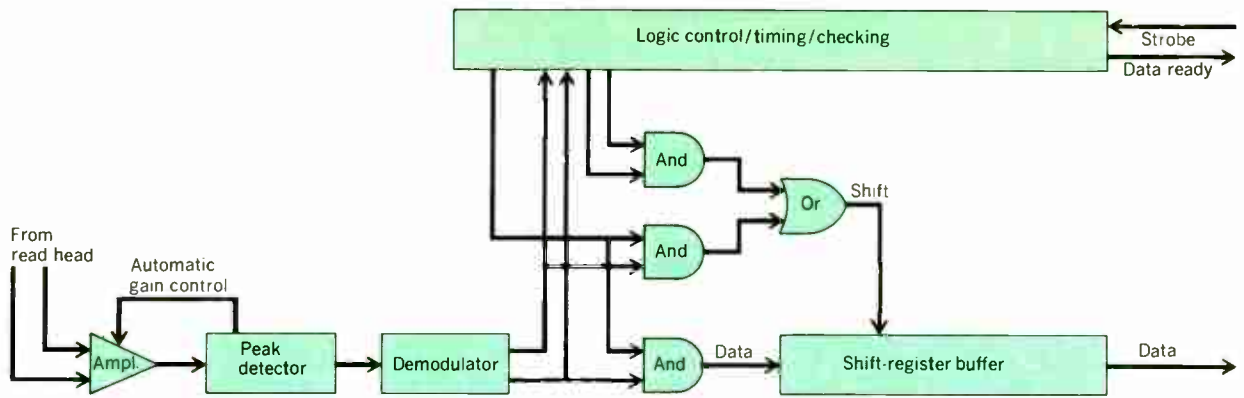 Logic control/timing/checking
Strobe
Data ready
And
Or
Shift
And
From
read head
Automatic
gain control
Ampl.
Peak
detector
Demodulator
And
Data
Shift-register buffer
Data